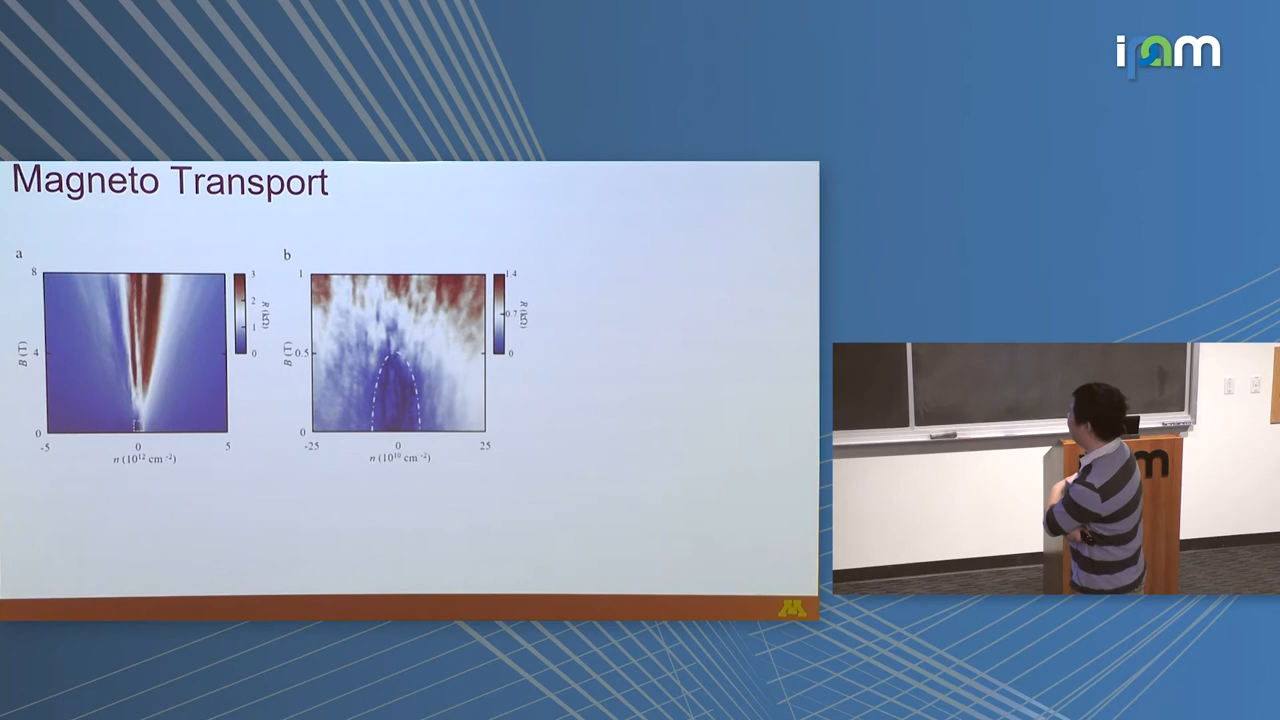 ipam
Magneto Transport
a
8
4
0
B (T)
-5
0
5
n (10¹² cm⁻²)
3
2
1
0
R (kΩ)
b
1
0.5
0
B (T)
-25
0
25
n (10¹⁰ cm⁻²)
1.4
0.7
0
R (kΩ)
M
m